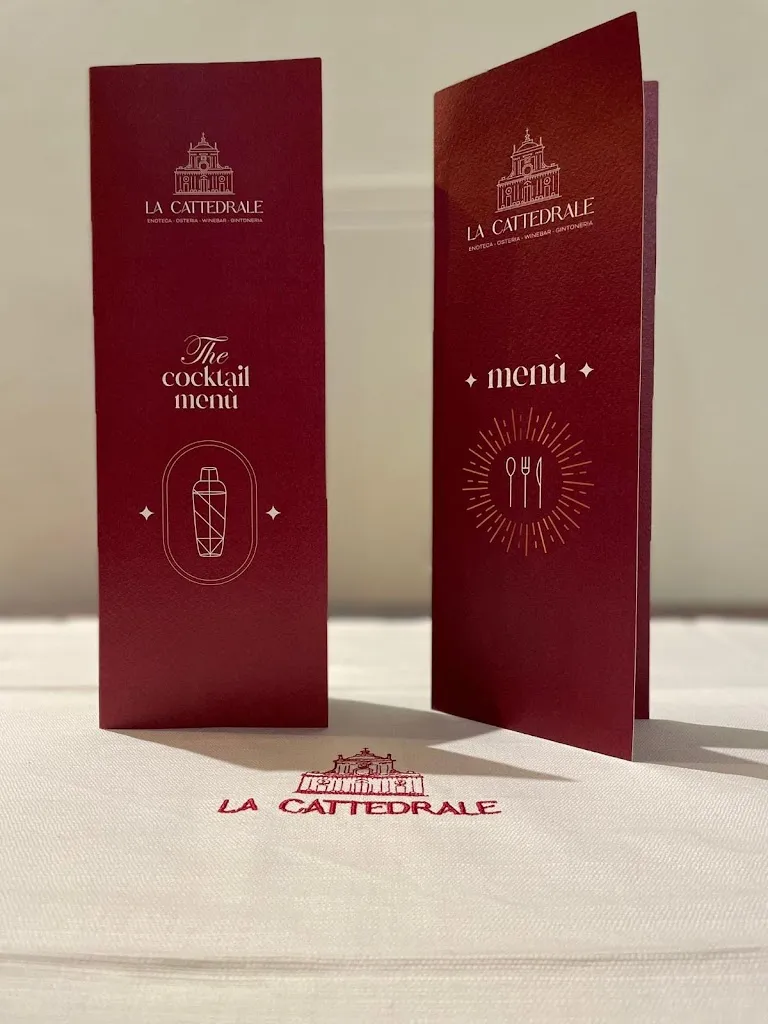 LA CATTEDRALE
ENOTECA - OSTERIA - WINEBAR - GINTONERIA
The
cocktail
menù
LA CATTEDRALE
ENOTECA - OSTERIA - WINEBAR - GINTONERIA
menù
LA CATTEDRALE